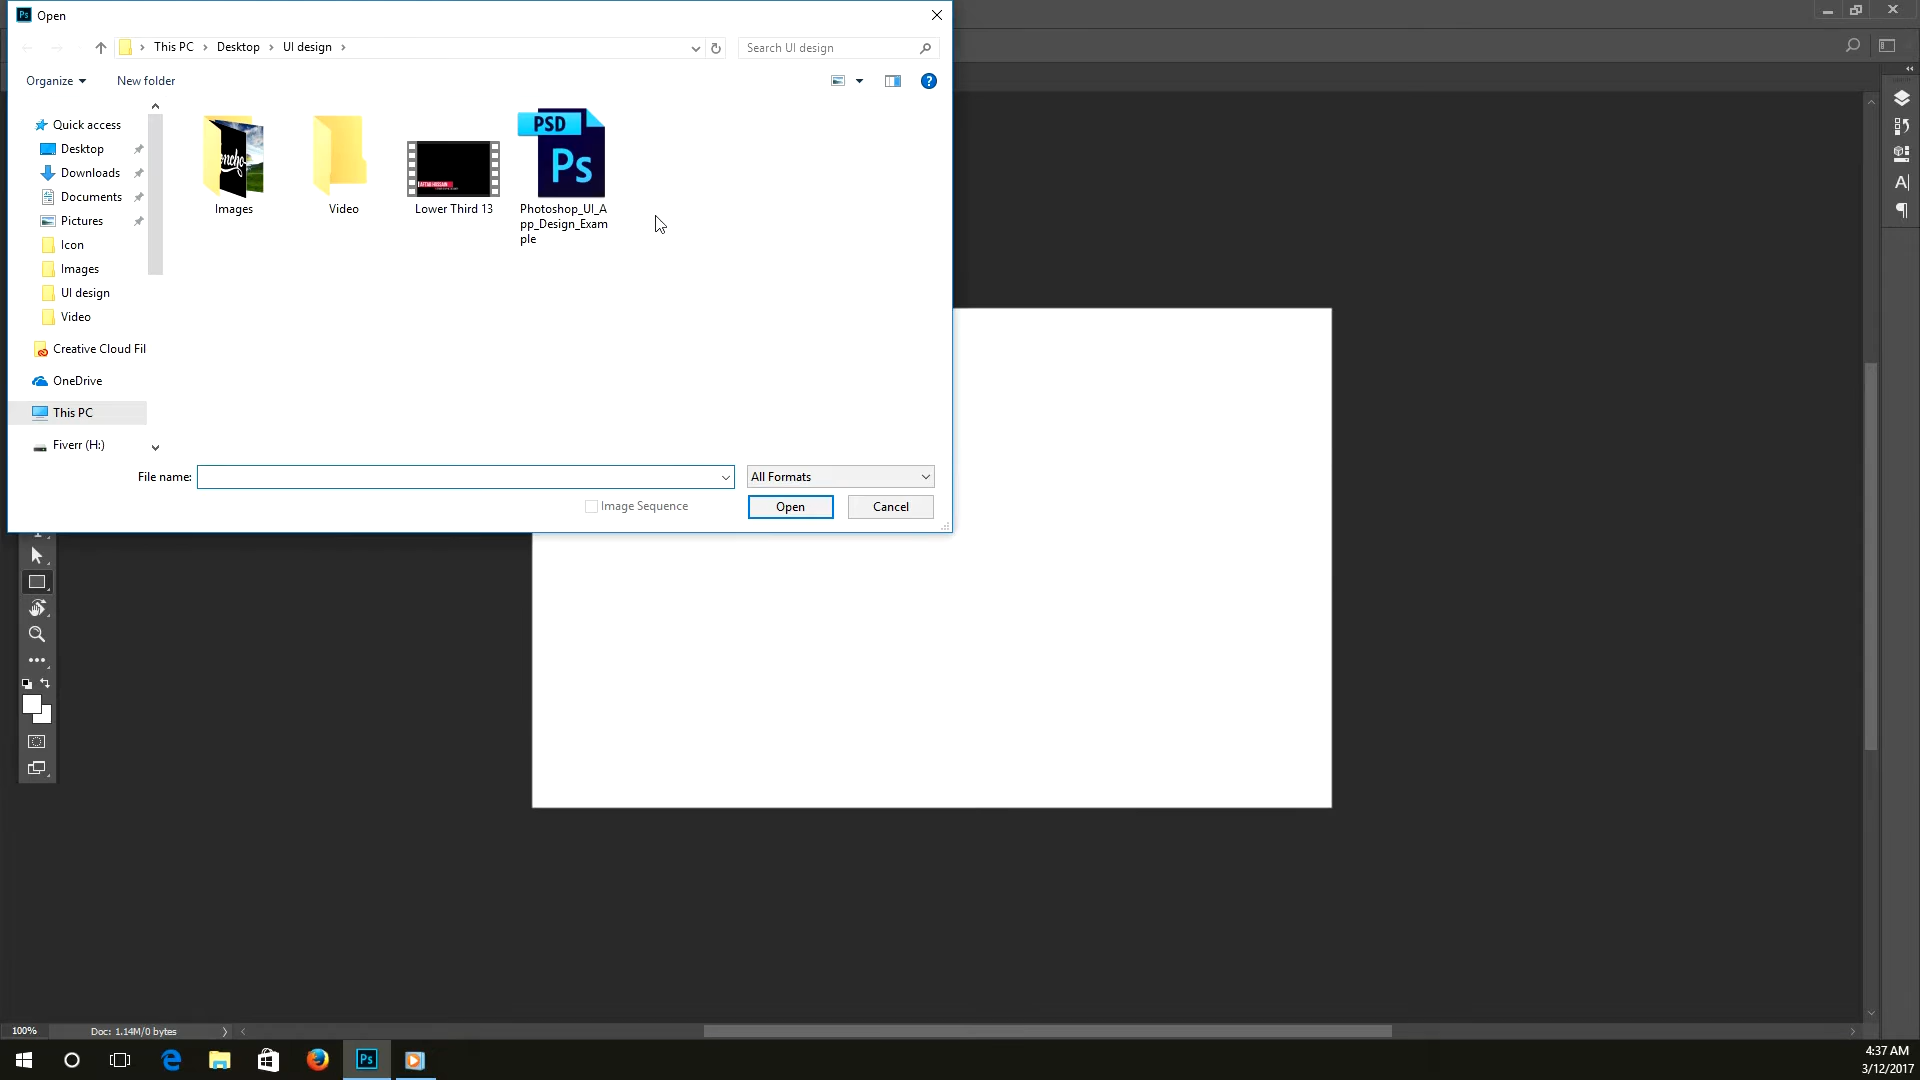 Ps Open
This PC Desktop UI design
Search UI design
Organize New folder
?
Quick access
Desktop
Downloads
Documents
Pictures
Icon
Images
UI design
Video
Creative Cloud Fil
OneDrive
This PC
Fiverr (H:)
Images
Video
Lower Third 13
PSD
Ps
Photoshop_UI_A
pp_Design_Exam
ple
File name:
All Formats
Image Sequence
Open Cancel
100% Doc: 1.14M/0 bytes
Ps
4:37 AM
3/12/2017